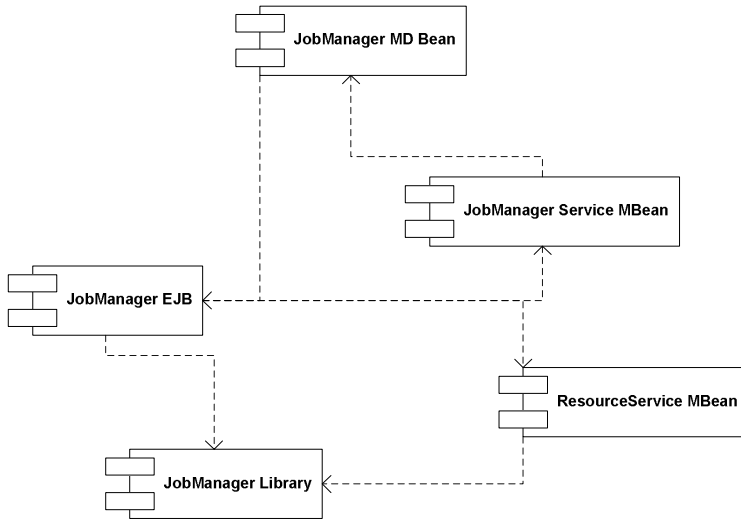 JobManager MD Bean
JobManager Service MBean
JobManager EJB
ResourceService MBean
JobManager Library